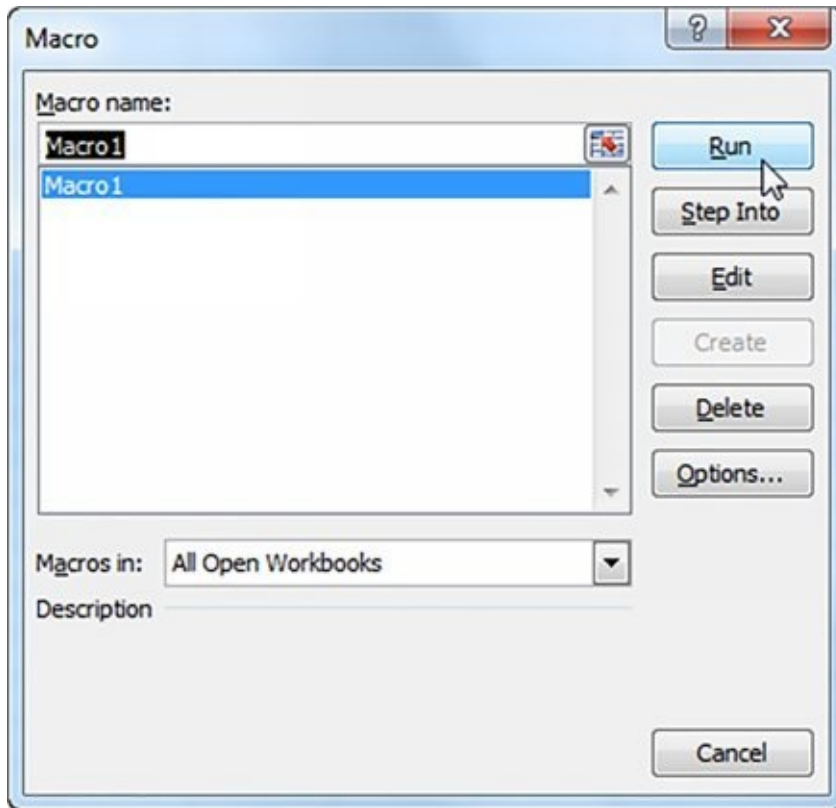 Macro
Macro name:
Macro1
Macro1
Run
Step Into
Edit
Create
Delete
Options...
Macros in: All Open Workbooks
Description
Cancel